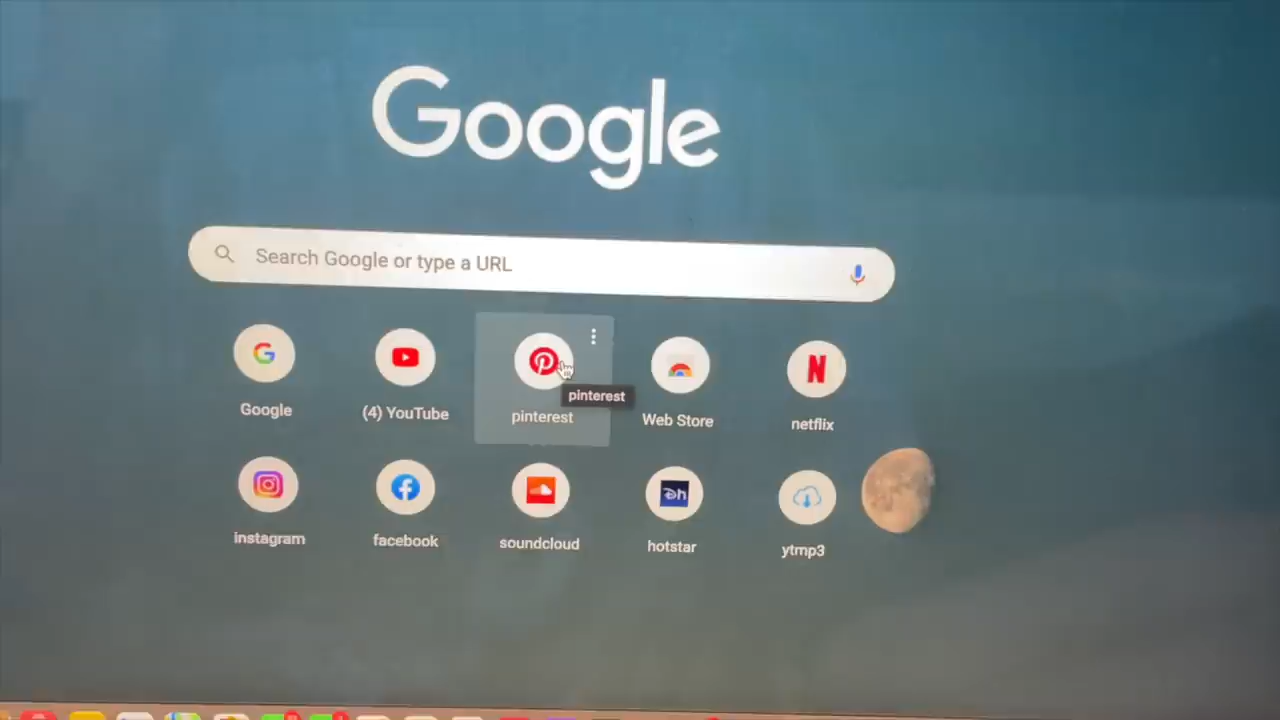 Google
Search Google or type a URL
Google
(4) YouTube
pinterest
pinterest
Web Store
netflix
instagram
facebook
soundcloud
hotstar
ytmp3